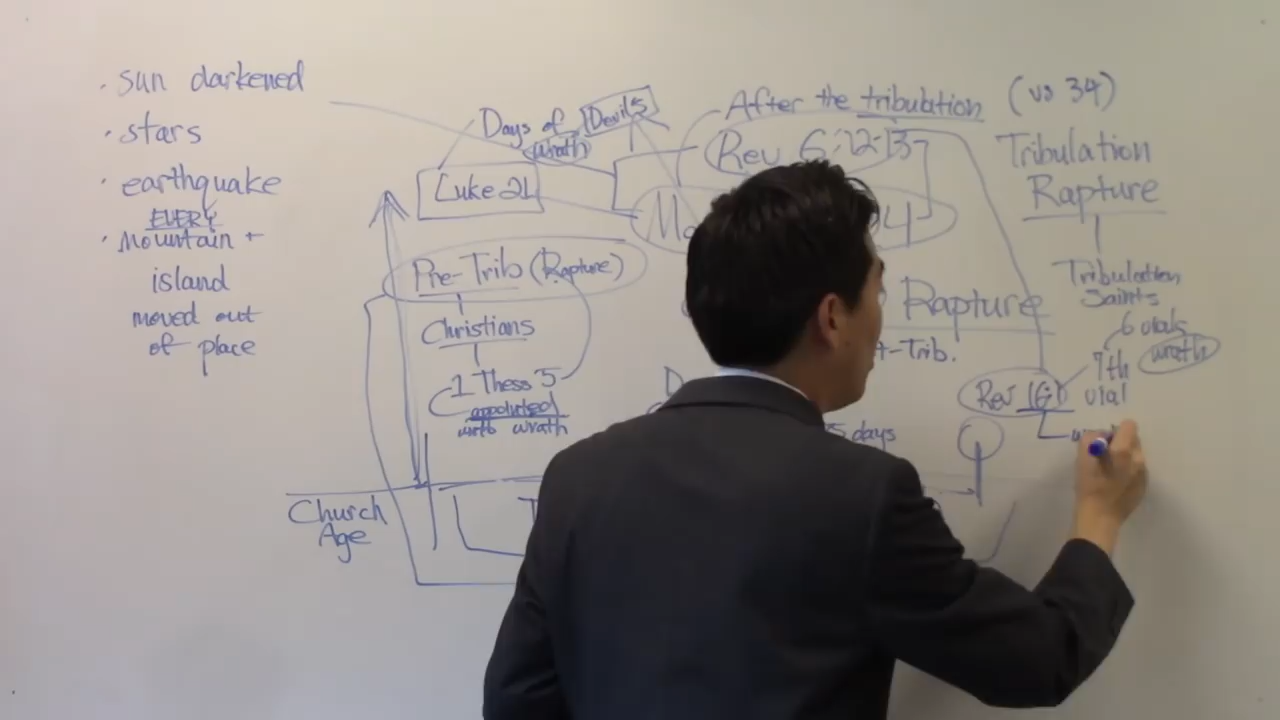 · sun darkened
· stars
· earthquake
EVERY
· Mountain +
island
moved out
of place
Days of Devil's
wrath
Luke 21
After the tribulation (vs 34)
Rev 6:12-13
Pre-Trib (Rapture)
Christians
1 Thess 5
appointed
wrath
Rapture
t-Trib.
5 days
Tribulation
Rapture
Tribulation
Saints
6 vials
wrath
7th
vial
Rev 16:
Church
Age